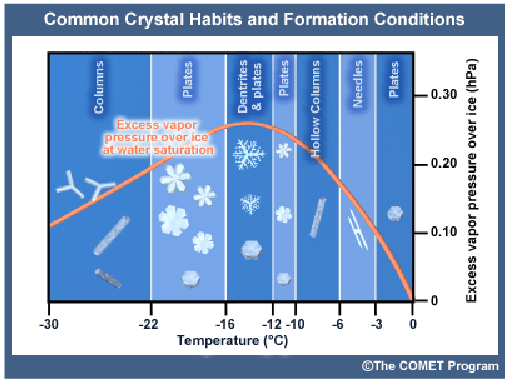 Common Crystal Habits and Formation Conditions
Columns
Plates
Dentrites
& plates
Plates
Hollow Columns
Needles
Plates
Excess vapor
pressure over ice
at water saturation
0.30
0.20
0.10
0
Excess vapor pressure over ice (hPa)
-30
-22
-16
-12
-10
-6
-3
0
Temperature (°C)
©The COMET Program